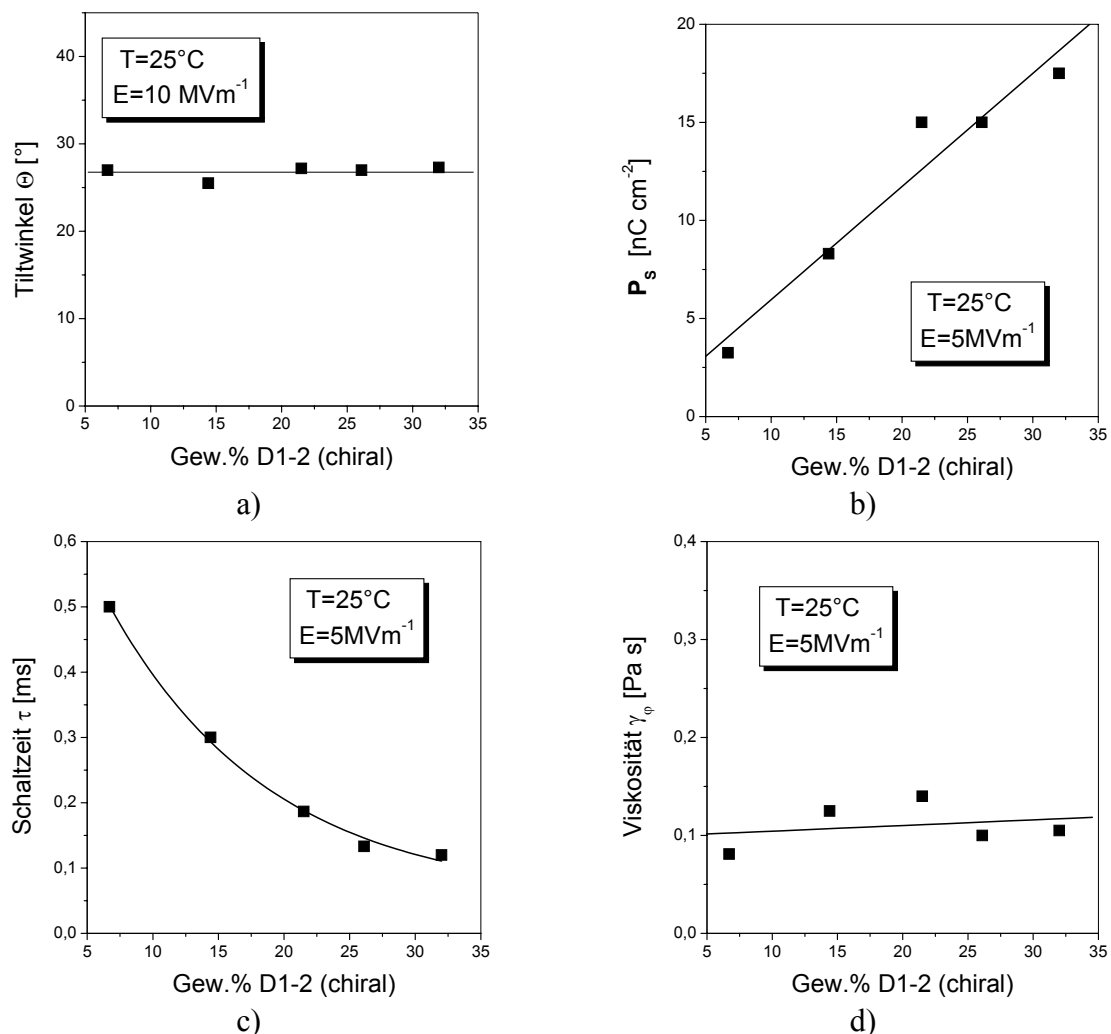 40
30
20
10
0
Tiltwinkel Θ [°]
T=25°C
E=10 MVm⁻¹
5 10 15 20 25 30 35
Gew.% D1-2 (chiral)
a)
20
15
10
5
0
P_s [nC cm⁻²]
T=25°C
E=5MVm⁻¹
5 10 15 20 25 30 35
Gew.% D1-2 (chiral)
b)
0,6
0,5
0,4
0,3
0,2
0,1
0,0
Schaltzeit τ [ms]
T=25°C
E=5MVm⁻¹
5 10 15 20 25 30 35
Gew.% D1-2 (chiral)
c)
0,4
0,3
0,2
0,1
0,0
Viskosität γ_φ [Pa s]
T=25°C
E=5MVm⁻¹
5 10 15 20 25 30 35
Gew.% D1-2 (chiral)
d)